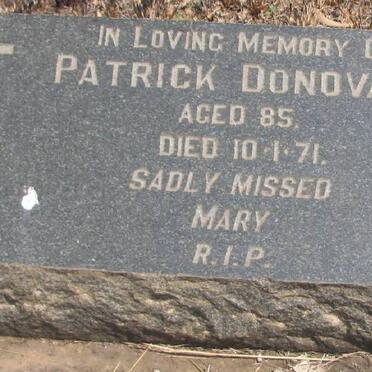 IN LOVING MEMORY O
PATRICK DONOVA
AGED 85.
DIED 10·1·71.
SADLY MISSED
MARY
R.I.P.